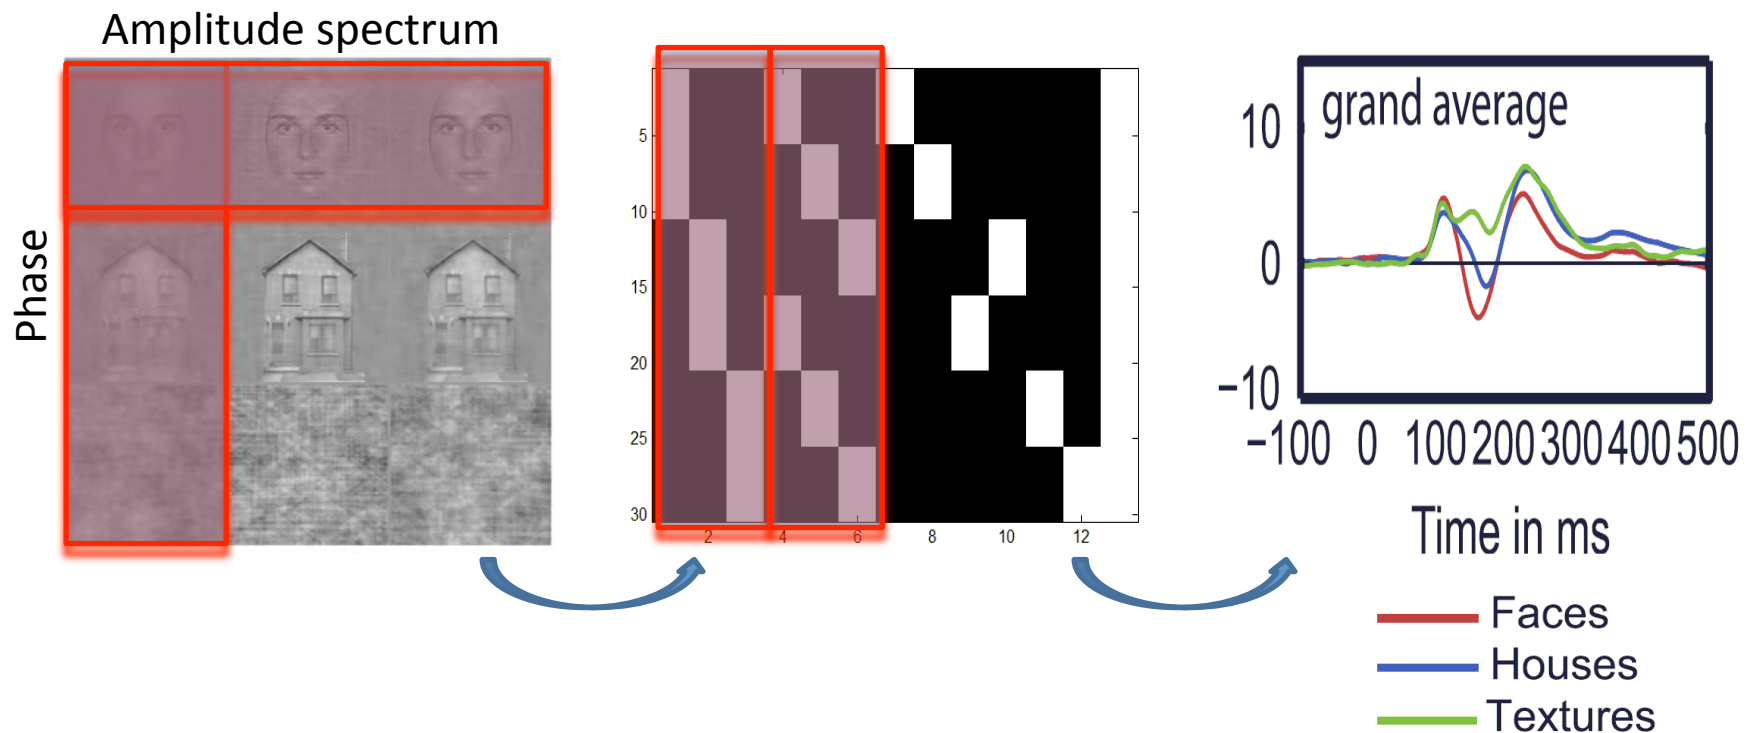 Amplitude spectrum
Phase
5
10
15
20
25
30
2 4 6 8 10 12
grand average
10
0
−10
−100 0 100 200 300 400 500
Time in ms
Faces
Houses
Textures